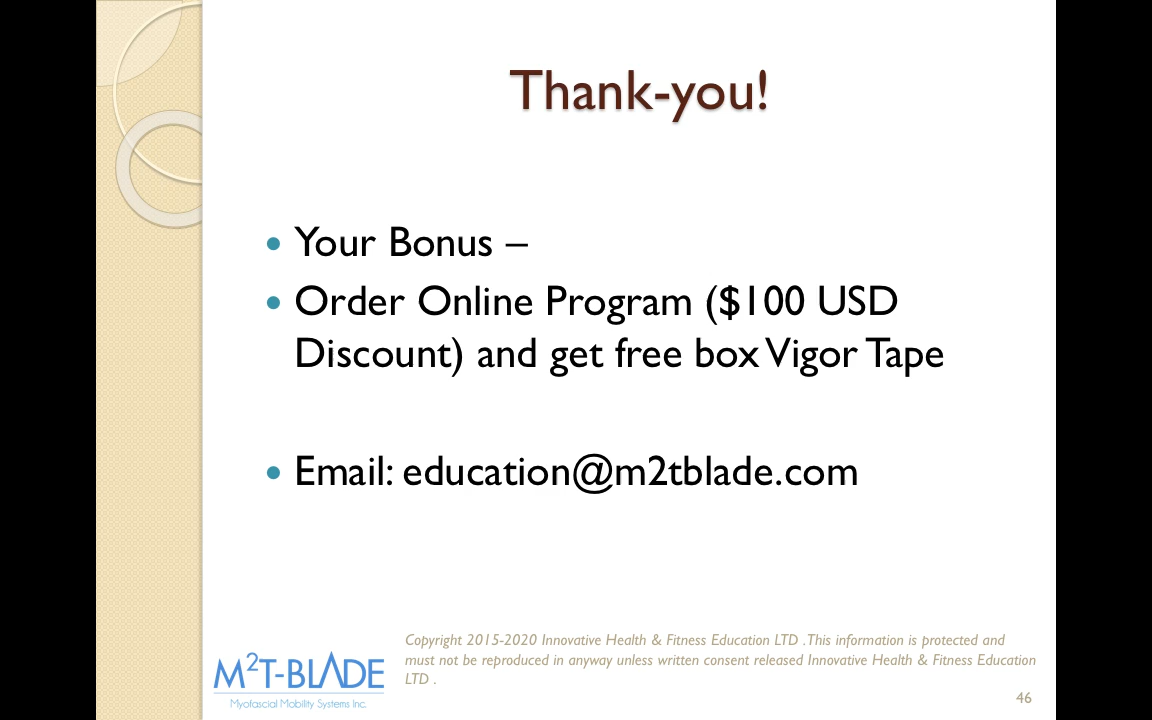 Thank-you!
Your Bonus –
Order Online Program ($100 USD
Discount) and get free box Vigor Tape
Email: education@m2tblade.com
Copyright 2015-2020 Innovative Health & Fitness Education LTD . This information is protected and
must not be reproduced in anyway unless written consent released Innovative Health & Fitness Education
LTD .
M²T-BLADE
Myofascial Mobility Systems Inc.
46